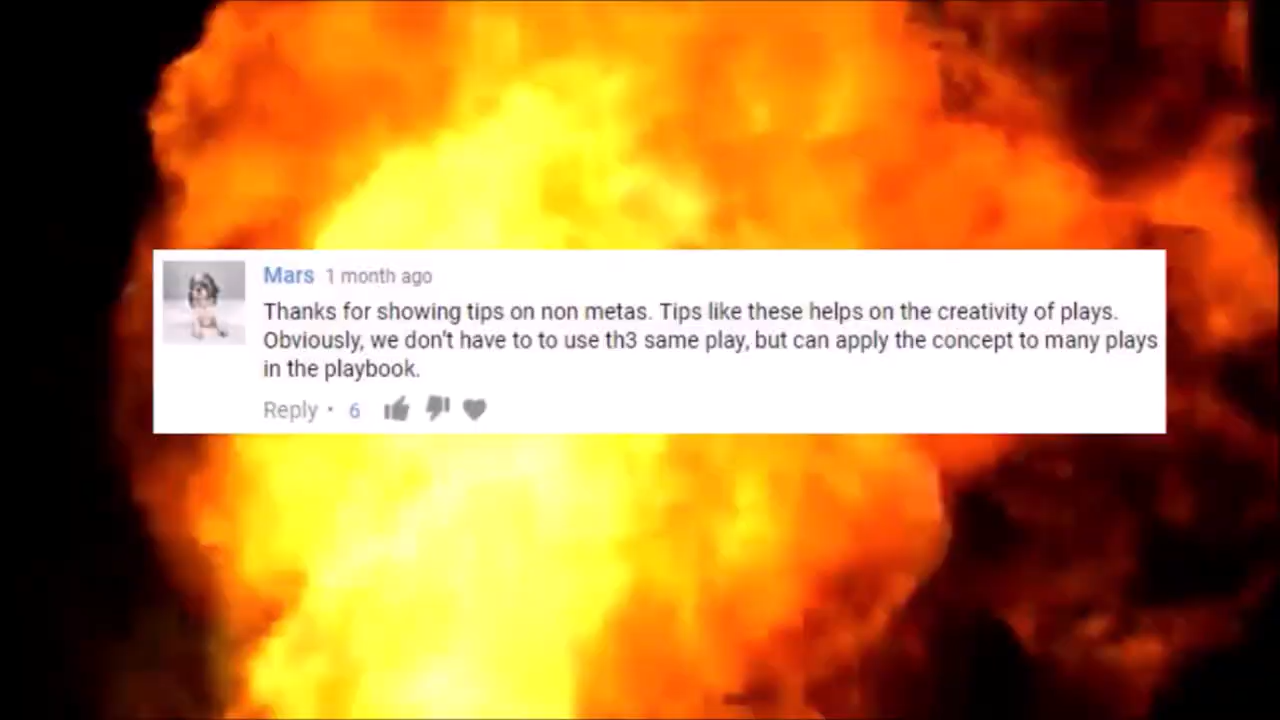 Mars 1 month ago
Thanks for showing tips on non metas. Tips like these helps on the creativity of plays.
Obviously, we don't have to to use th3 same play, but can apply the concept to many plays
in the playbook.
Reply • 6